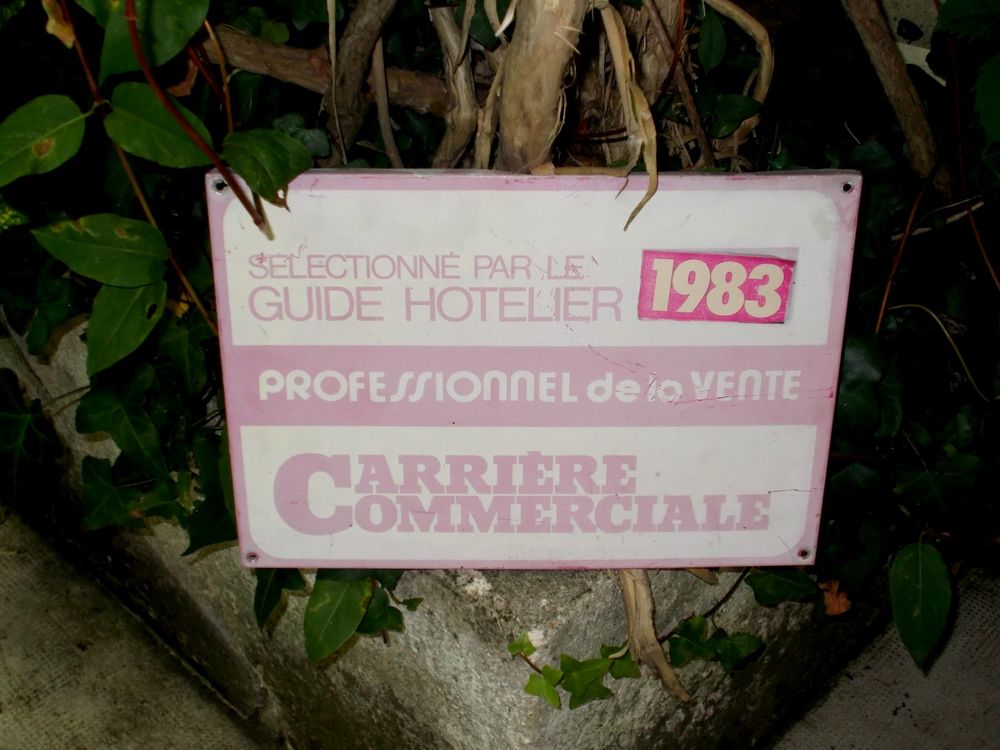 SÉLECTIONNÉ PAR LE
GUIDE HOTELIER 1983
PROFESSIONNEL de la VENTE
CARRIÈRE
COMMERCIALE